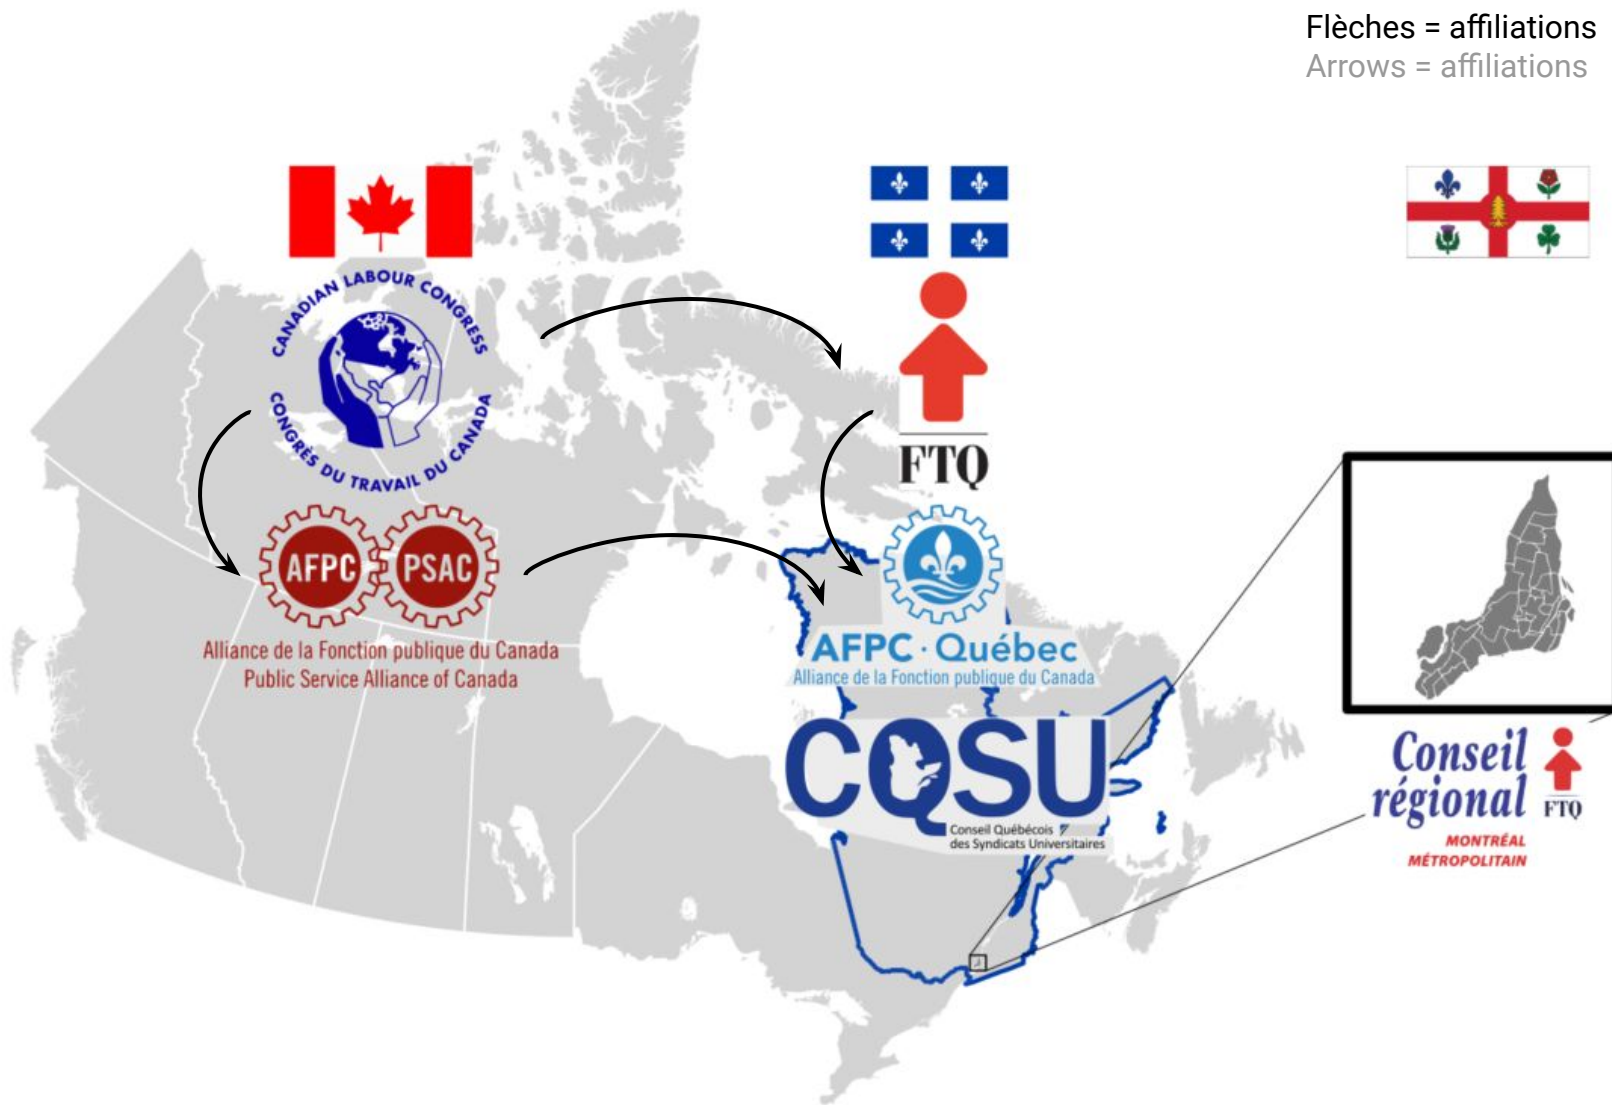 Flèches = affiliations
Arrows = affiliations
CANADIAN LABOUR CONGRESS
CONGRÈS DU TRAVAIL DU CANADA
FTQ
AFPC PSAC
Alliance de la Fonction publique du Canada
Public Service Alliance of Canada
AFPC · Québec
Alliance de la Fonction publique du Canada
CQSU
Conseil Québécois
des Syndicats Universitaires
Conseil
régional
FTQ
MONTRÉAL
MÉTROPOLITAIN